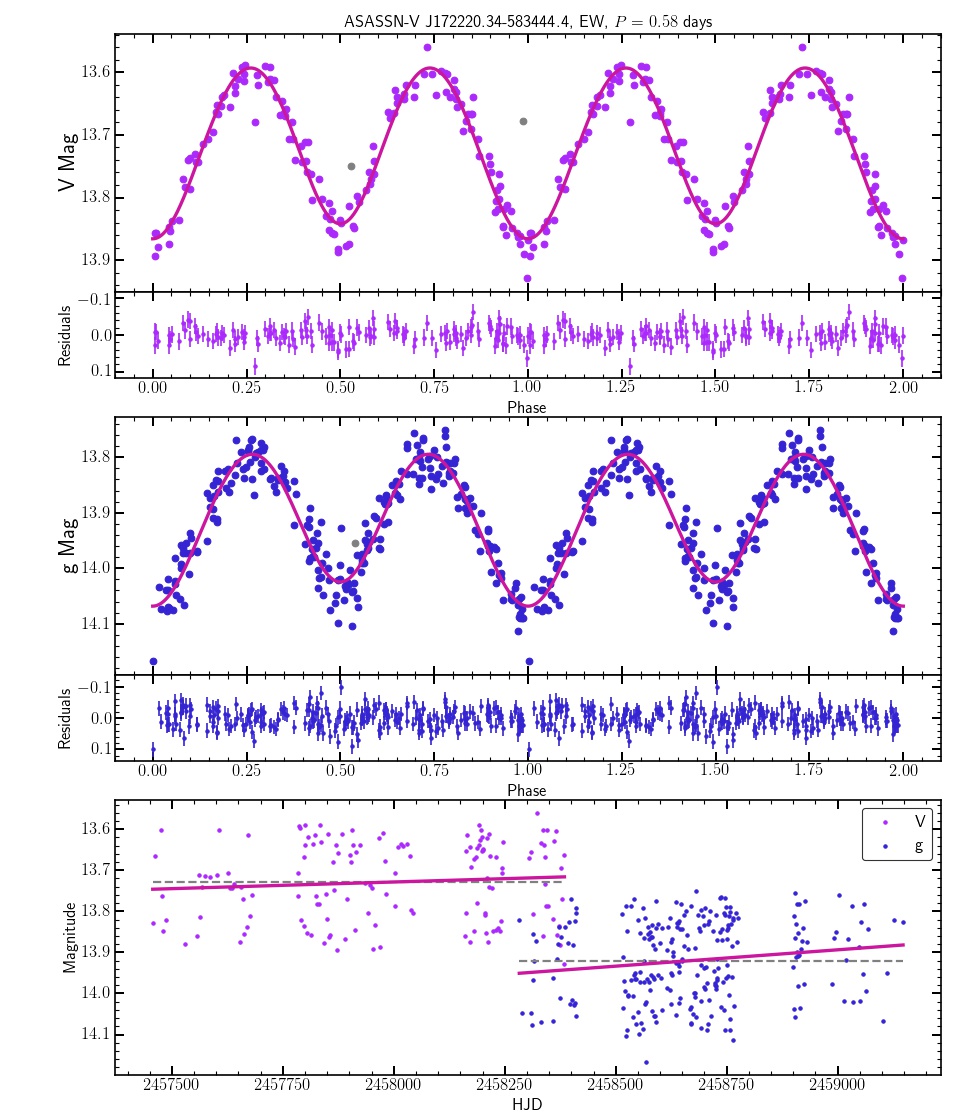 ASASSN-V J172220.34-583444.4, EW, P = 0.58 days
13.6
13.7
13.8
13.9
V Mag
−0.1
0.0
0.1
Residuals
0.00 0.25 0.50 0.75 1.00 1.25 1.50 1.75 2.00
Phase
13.8
13.9
14.0
14.1
g Mag
−0.1
0.0
0.1
Residuals
0.00 0.25 0.50 0.75 1.00 1.25 1.50 1.75 2.00
Phase
V
g
13.6
13.7
13.8
13.9
14.0
14.1
Magnitude
2457500 2457750 2458000 2458250 2458500 2458750 2459000
HJD